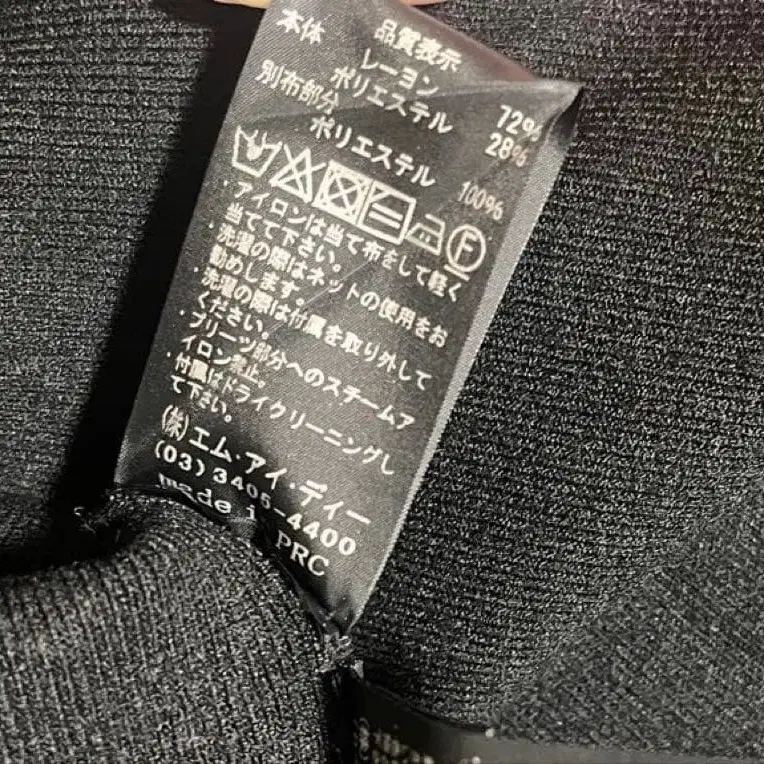 品質表示
本体
レーヨン 72%
ポリエステル 28%
別布部分
ポリエステル 100%
F
・アイロンは当て布をして軽く
当てて下さい。
・洗濯の際はネットの使用をお
勧めします。
・洗濯の際は付属を取り外して
ください。
・プリーツ部分へのスチームア
イロン禁止。
・付属はドライクリーニングし
て下さい。
(株)エム・アイ・ディー
(03) 3405-4400
made in PRC